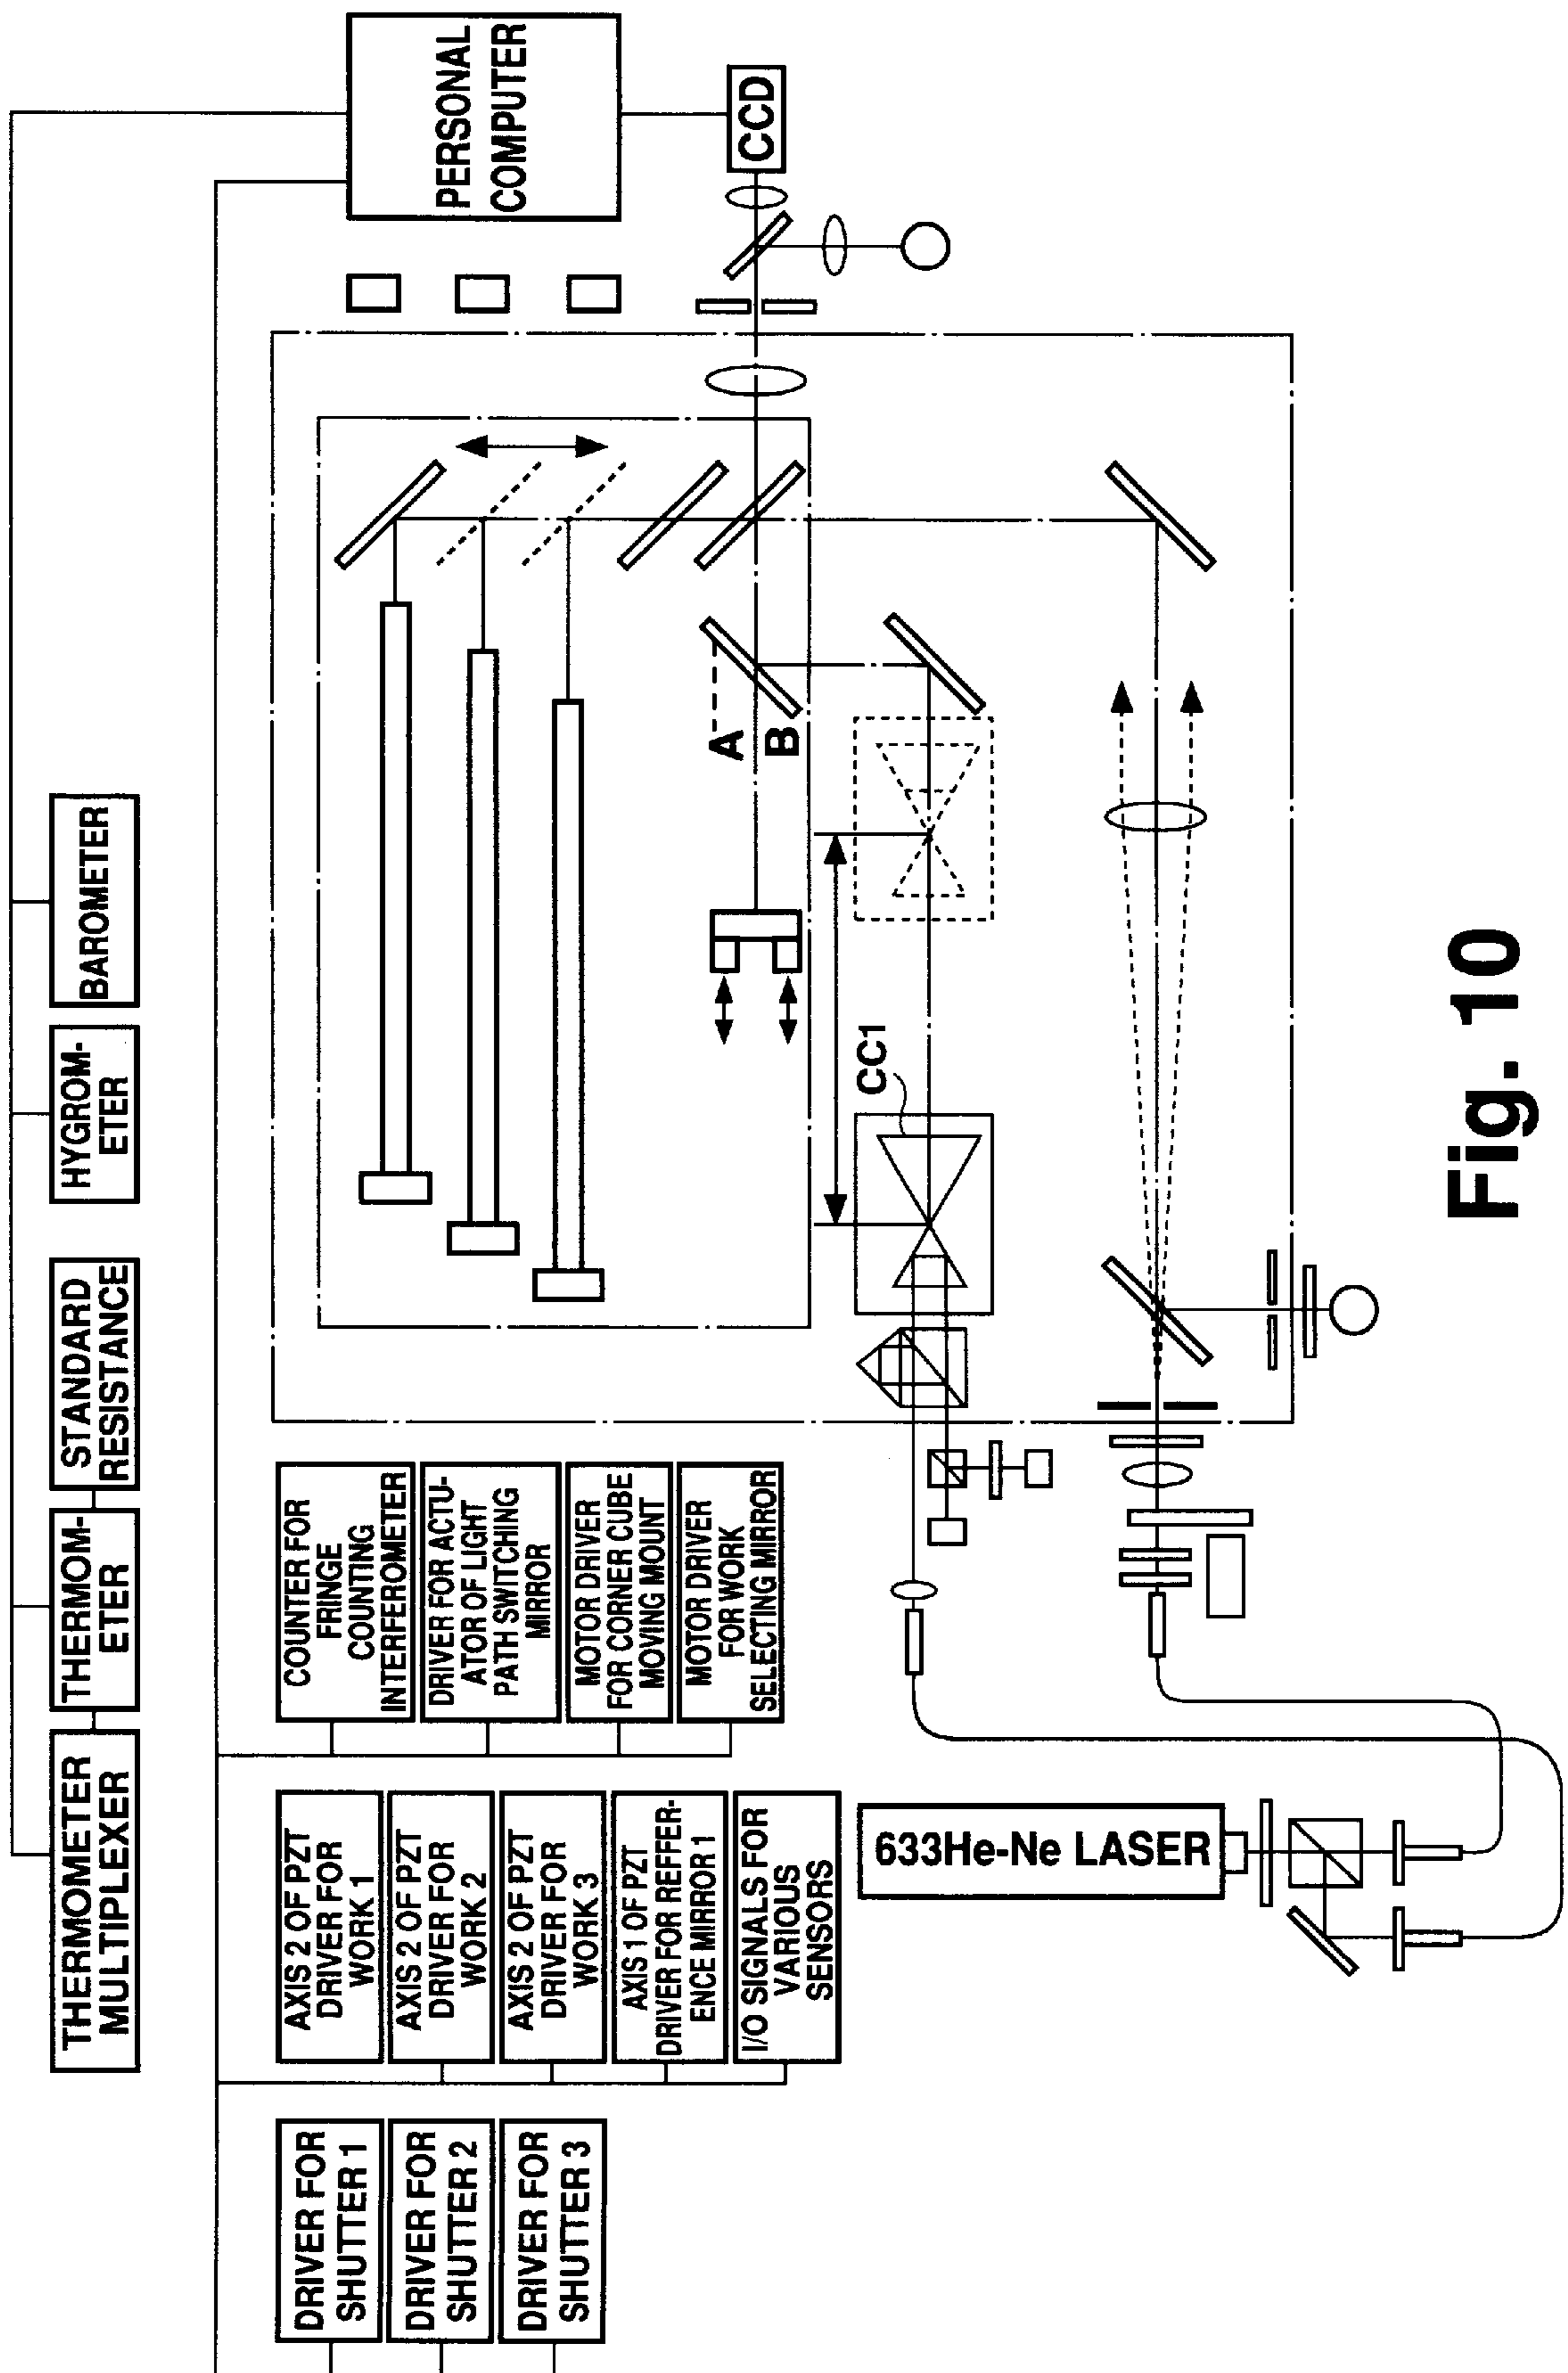 THERMOMETER
MULTIPLEXER
THERMOM-
ETER
STANDARD
RESISTANCE
HYGROM-
ETER
BAROMETER
PERSONAL
COMPUTER
CCD
DRIVER FOR
SHUTTER 1
DRIVER FOR
SHUTTER 2
DRIVER FOR
SHUTTER 3
AXIS 2 OF PZT
DRIVER FOR
WORK 1
AXIS 2 OF PZT
DRIVER FOR
WORK 2
AXIS 2 OF PZT
DRIVER FOR
WORK 3
AXIS 1 OF PZT
DRIVER FOR REFFER-
ENCE MIRROR 1
I/O SIGNALS FOR
VARIOUS
SENSORS
COUNTER FOR
FRINGE
COUNTING
INTERFEROMETER
DRIVER FOR ACTU-
ATOR OF LIGHT
PATH SWITCHING
MIRROR
MOTOR DRIVER
FOR CORNER CUBE
MOVING MOUNT
MOTOR DRIVER
FOR WORK
SELECTING MIRROR
A
B
CC1
633He-Ne LASER
Fig. 10